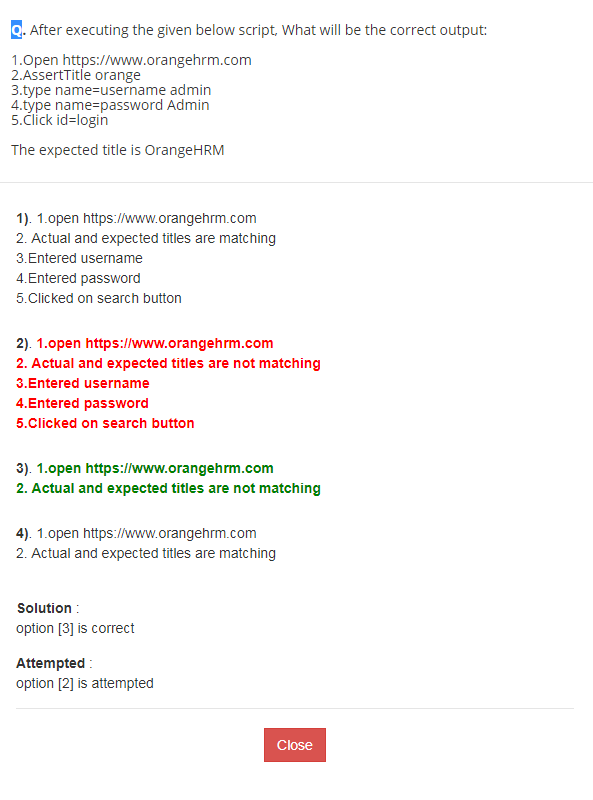 Q. After executing the given below script, What will be the correct output:
1.Open https://www.orangehrm.com
2.AssertTitle orange
3.type name=username admin
4.type name=password Admin
5.Click id=login
The expected title is OrangeHRM
1). 1.open https://www.orangehrm.com
2. Actual and expected titles are matching
3.Entered username
4.Entered password
5.Clicked on search button
2). 1.open https://www.orangehrm.com
2. Actual and expected titles are not matching
3.Entered username
4.Entered password
5.Clicked on search button
3). 1.open https://www.orangehrm.com
2. Actual and expected titles are not matching
4). 1.open https://www.orangehrm.com
2. Actual and expected titles are matching
Solution :
option [3] is correct
Attempted :
option [2] is attempted
Close